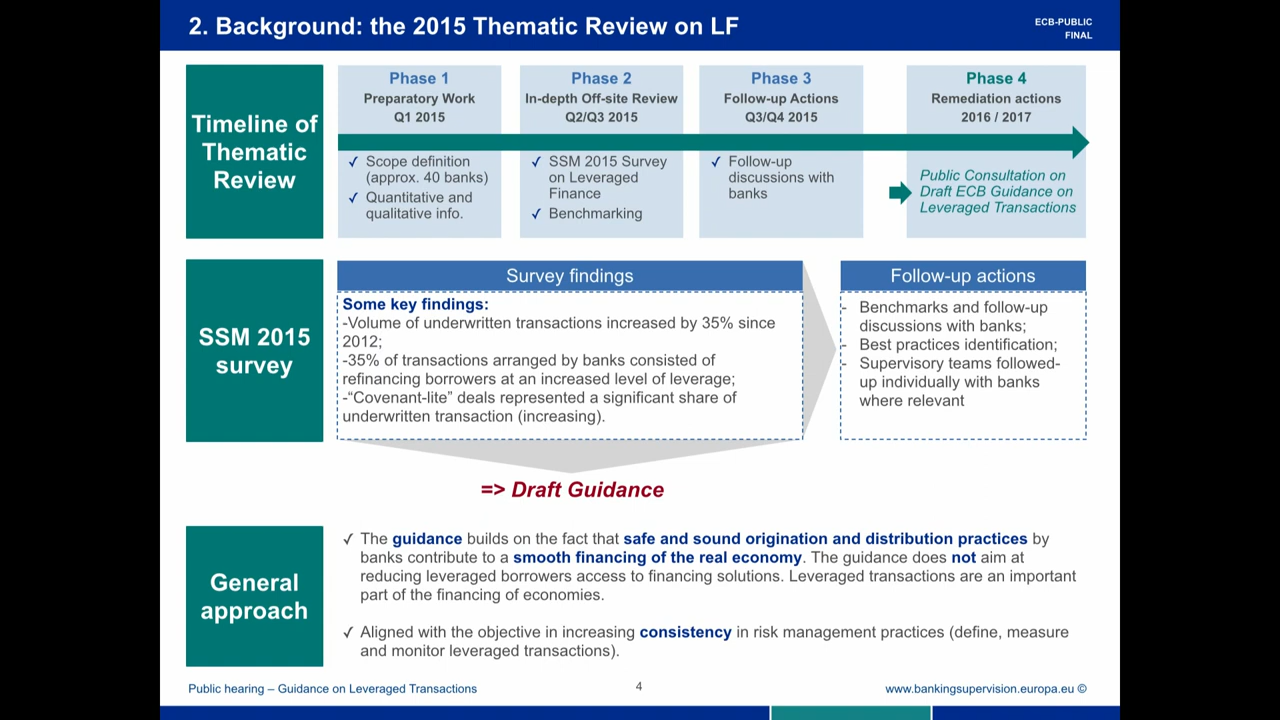 2. Background: the 2015 Thematic Review on LF
ECB-PUBLIC
FINAL
Timeline of
Thematic
Review
Phase 1
Preparatory Work
Q1 2015
✓ Scope definition
(approx. 40 banks)
✓ Quantitative and
qualitative info.
Phase 2
In-depth Off-site Review
Q2/Q3 2015
✓ SSM 2015 Survey
on Leveraged
Finance
✓ Benchmarking
Phase 3
Follow-up Actions
Q3/Q4 2015
✓ Follow-up
discussions with
banks
Phase 4
Remediation actions
2016 / 2017
Public Consultation on
Draft ECB Guidance on
Leveraged Transactions
SSM 2015
survey
Survey findings
Some key findings:
-Volume of underwritten transactions increased by 35% since
2012;
-35% of transactions arranged by banks consisted of
refinancing borrowers at an increased level of leverage;
-“Covenant-lite” deals represented a significant share of
underwritten transaction (increasing).
Follow-up actions
- Benchmarks and follow-up
discussions with banks;
- Best practices identification;
- Supervisory teams followed-
up individually with banks
where relevant
=> Draft Guidance
General
approach
✓ The guidance builds on the fact that safe and sound origination and distribution practices by
banks contribute to a smooth financing of the real economy. The guidance does not aim at
reducing leveraged borrowers access to financing solutions. Leveraged transactions are an important
part of the financing of economies.
✓ Aligned with the objective in increasing consistency in risk management practices (define, measure
and monitor leveraged transactions).
Public hearing – Guidance on Leveraged Transactions
4
www.bankingsupervision.europa.eu ©